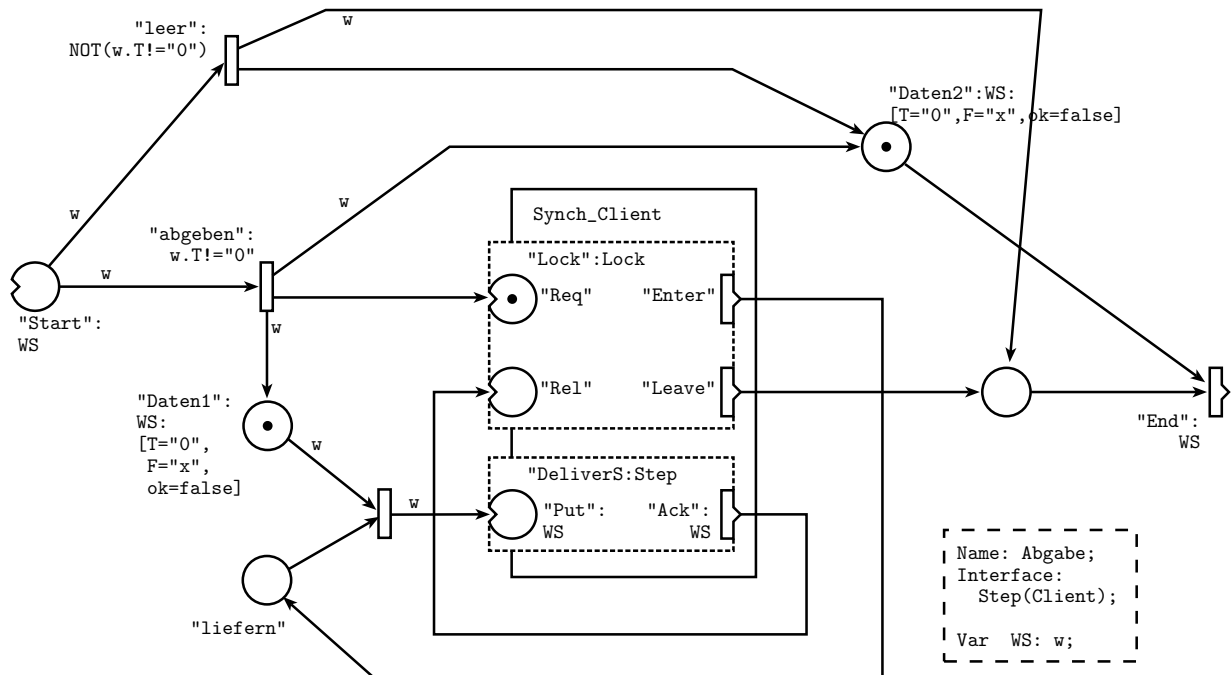 "leer":
NOT(w.T!="0")
w
"Daten2":WS:
[T="0",F="x",ok=false]
w
w
"abgeben":
w.T!="0"
w
"Start":
WS
w
Synch_Client
"Lock":Lock
"Req" "Enter"
"Rel" "Leave"
"Daten1":
WS:
[T="0",
F="x",
ok=false]
w
"End":
WS
"DeliverS:Step
w
"Put": "Ack":
WS WS
"liefern"
Name: Abgabe;
Interface:
Step(Client);
Var WS: w;